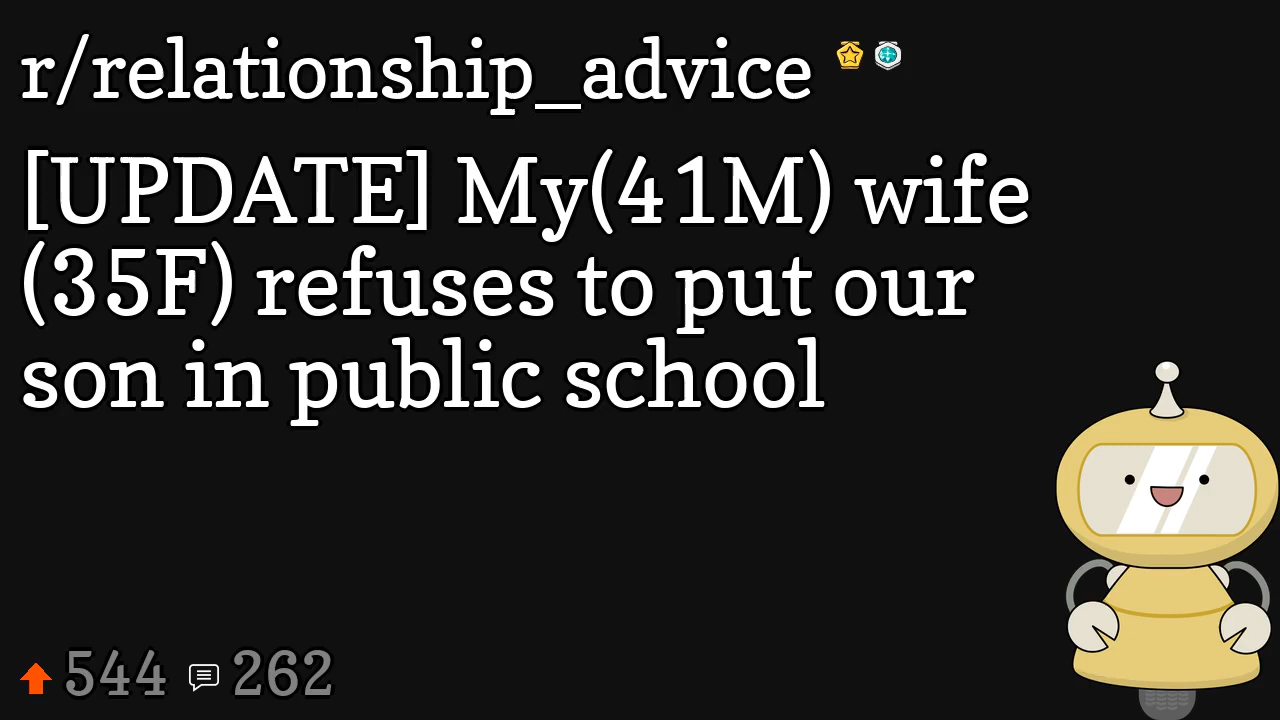 r/relationship_advice
[UPDATE] My(41M) wife
(35F) refuses to put our
son in public school
544 262